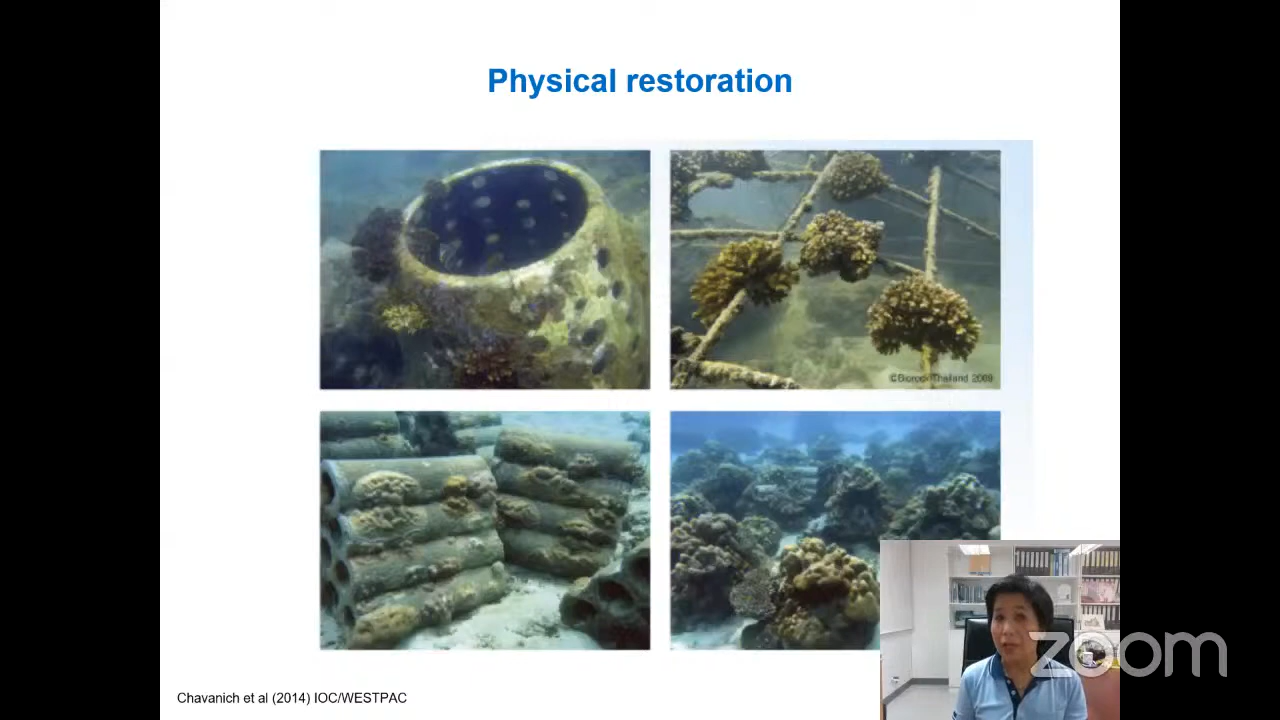 Physical restoration
©Biorock Thailand 2009
Chavanich et al (2014) IOC/WESTPAC
zoom